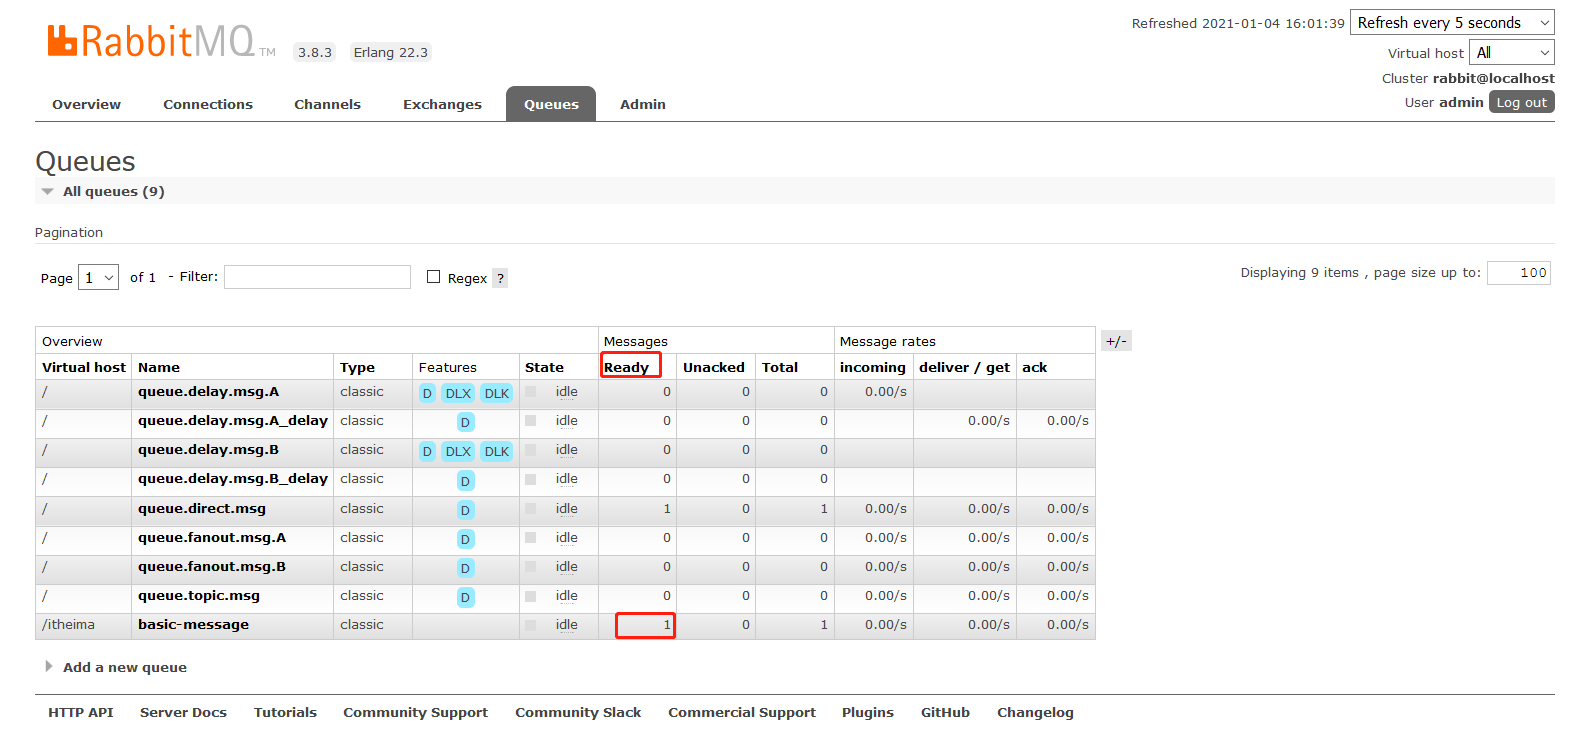 RabbitMQ TM 3.8.3 Erlang 22.3
Refreshed 2021-01-04 16:01:39 Refresh every 5 seconds
Virtual host All
Cluster rabbit@localhost
User admin Log out
Overview Connections Channels Exchanges Queues Admin
Queues
All queues (9)
Pagination
Page 1 of 1 - Filter: Regex ?
Displaying 9 items , page size up to: 100
Overview Messages Message rates +/-
Virtual host Name Type Features State Ready Unacked Total incoming deliver / get ack
/ queue.delay.msg.A classic D DLX DLK idle 0 0 0 0.00/s
/ queue.delay.msg.A_delay classic D idle 0 0 0 0.00/s 0.00/s
/ queue.delay.msg.B classic D DLX DLK idle 0 0 0
/ queue.delay.msg.B_delay classic D idle 0 0 0
/ queue.direct.msg classic D idle 1 0 1 0.00/s 0.00/s 0.00/s
/ queue.fanout.msg.A classic D idle 0 0 0 0.00/s 0.00/s 0.00/s
/ queue.fanout.msg.B classic D idle 0 0 0 0.00/s 0.00/s 0.00/s
/ queue.topic.msg classic D idle 0 0 0 0.00/s 0.00/s 0.00/s
/itheima basic-message classic idle 1 0 1 0.00/s 0.00/s 0.00/s
Add a new queue
HTTP API Server Docs Tutorials Community Support Community Slack Commercial Support Plugins GitHub Changelog